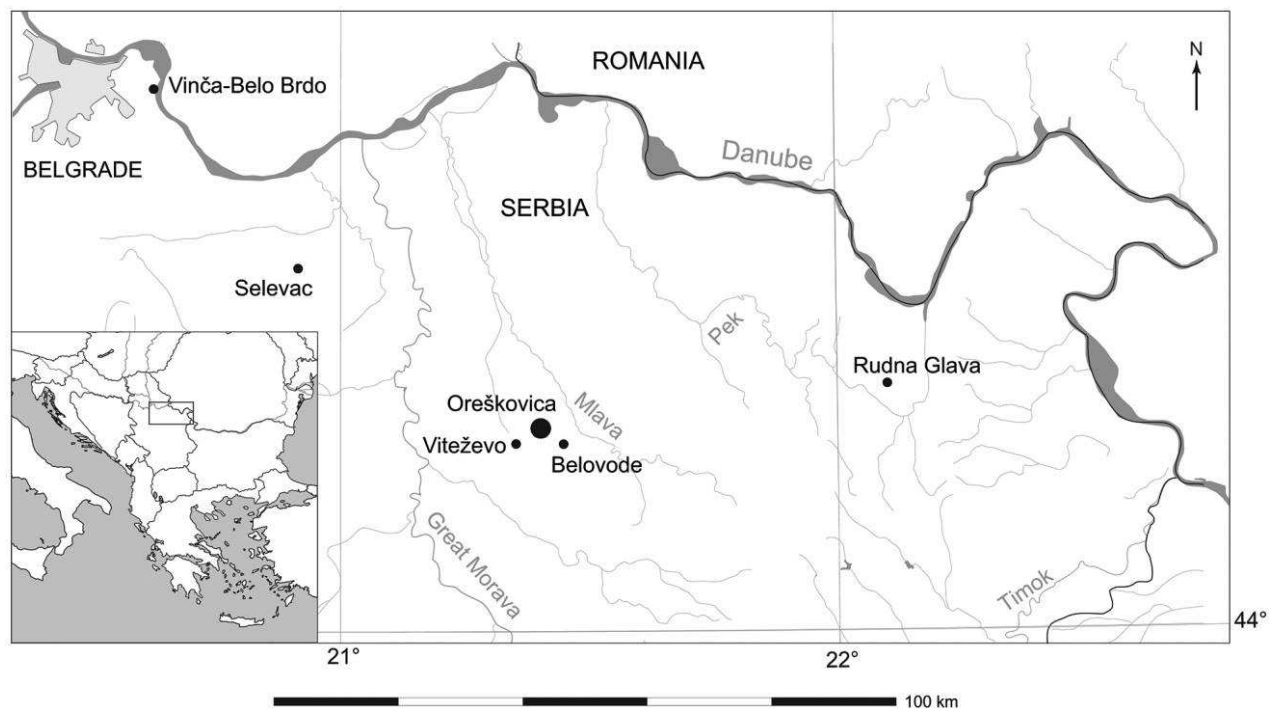 ROMANIA
N
Vinča-Belo Brdo
Danube
BELGRADE
SERBIA
Selevac
Pek
Rudna Glava
Oreškovica
Mlava
Viteževo
Belovode
Great Morava
Timok
44°
21°
22°
100 km